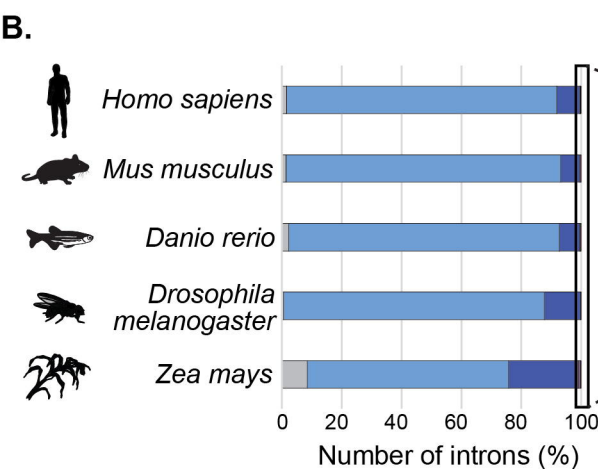 B.
Homo sapiens
Mus musculus
Danio rerio
Drosophila
melanogaster
Zea mays
0 20 40 60 80 100
Number of introns (%)